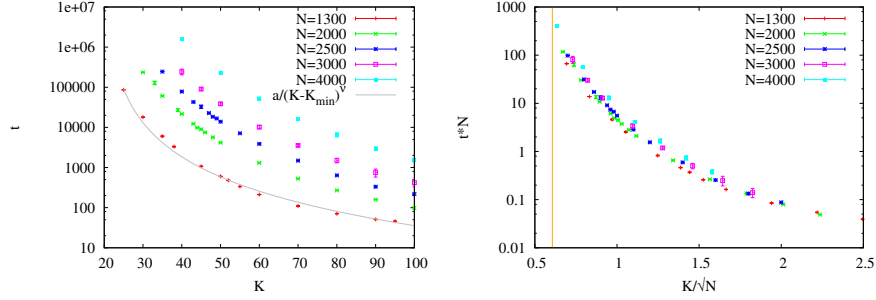 1e+07
1e+06
100000
10000
1000
100
10
20 30 40 50 60 70 80 90 100
t
K
N=1300
N=2000
N=2500
N=3000
N=4000
a/(K-Kmin)^ν
1000
100
10
1
0.1
0.01
0.5 1 1.5 2 2.5
t*N
K/√N
N=1300
N=2000
N=2500
N=3000
N=4000